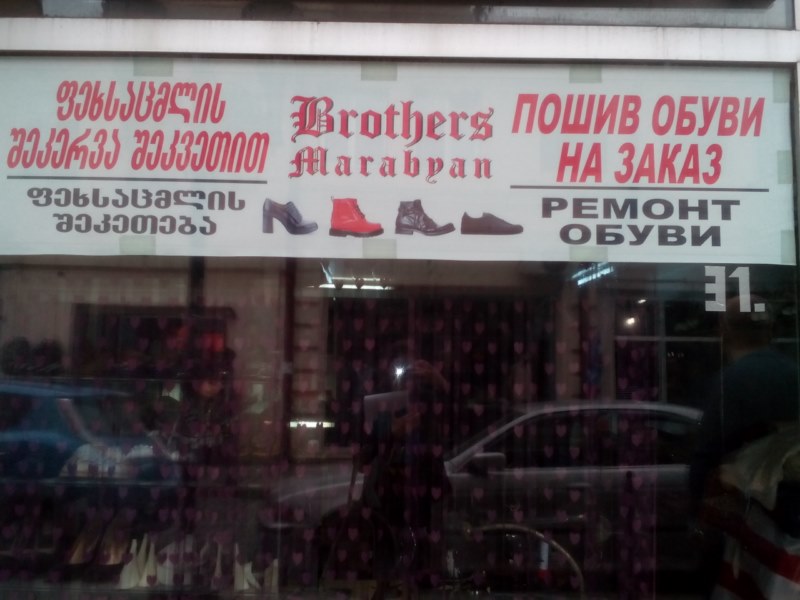 ფეხსაცმლის
შეკერვა შეკვეთით
ფეხსაცმლის
შეკეთება
Brothers
Marabyan
ПОШИВ ОБУВИ
НА ЗАКАЗ
РЕМОНТ
ОБУВИ
31.